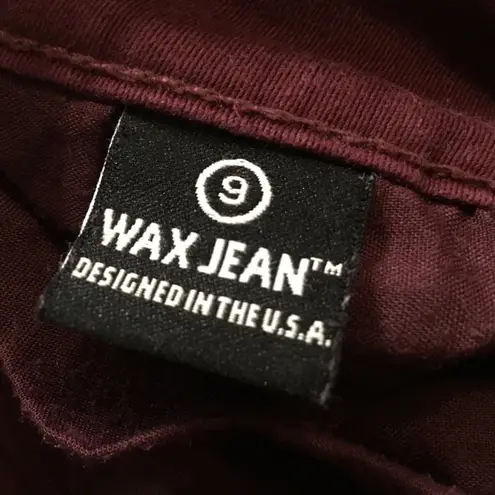 9
WAX JEAN™
DESIGNED IN THE U.S.A.